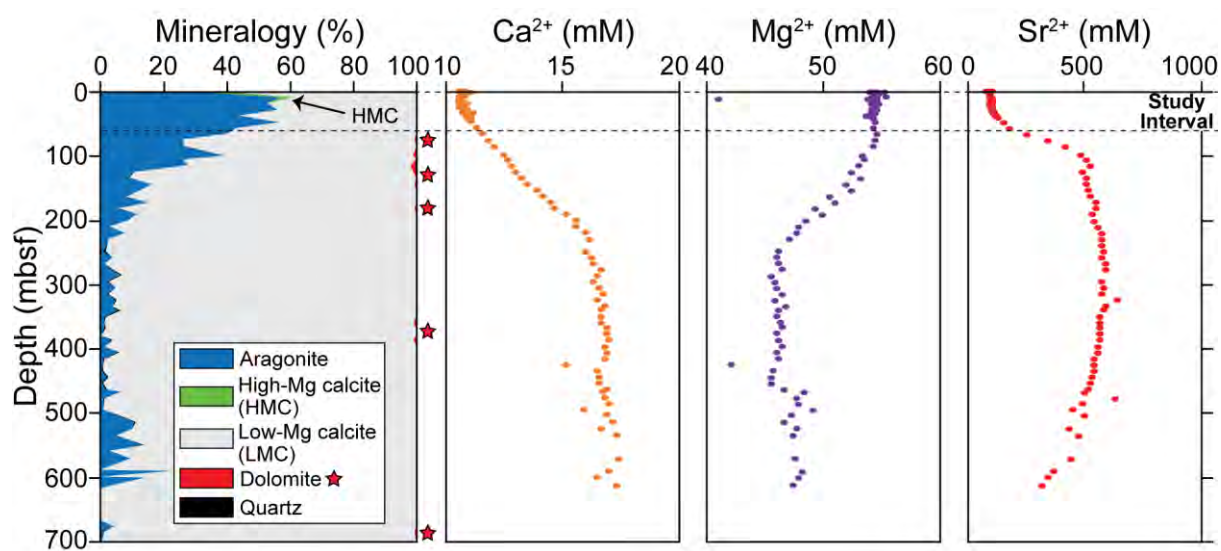 Mineralogy (%)
Ca2+ (mM)
Mg2+ (mM)
Sr2+ (mM)
0 20 40 60 80 100
10 15 20
40 50 60
0 500 1000
HMC
Study
Interval
Depth (mbsf)
0
100
200
300
400
500
600
700
Aragonite
High-Mg calcite
(HMC)
Low-Mg calcite
(LMC)
Dolomite
Quartz